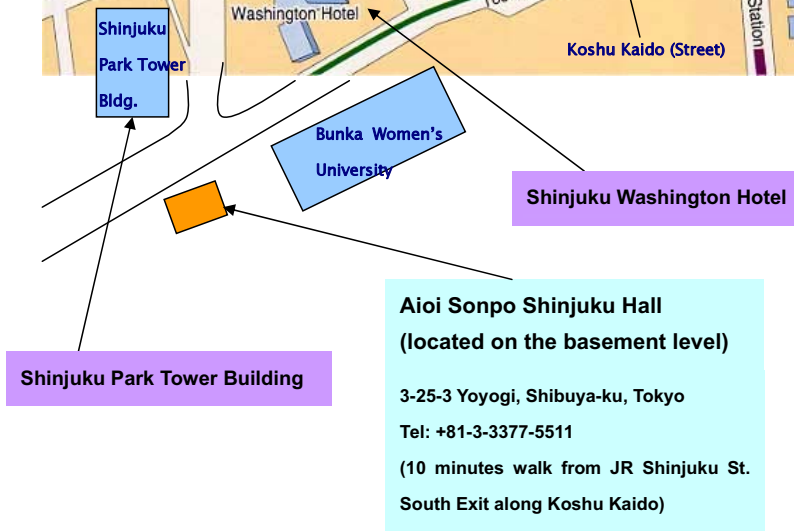 Shinjuku
Park Tower
Bldg.
Washington Hotel
Koshu Kaido (Street)
Station
Bunka Women's
University
Shinjuku Washington Hotel
Aioi Sonpo Shinjuku Hall
(located on the basement level)
3-25-3 Yoyogi, Shibuya-ku, Tokyo
Tel: +81-3-3377-5511
(10 minutes walk from JR Shinjuku St.
South Exit along Koshu Kaido)
Shinjuku Park Tower Building